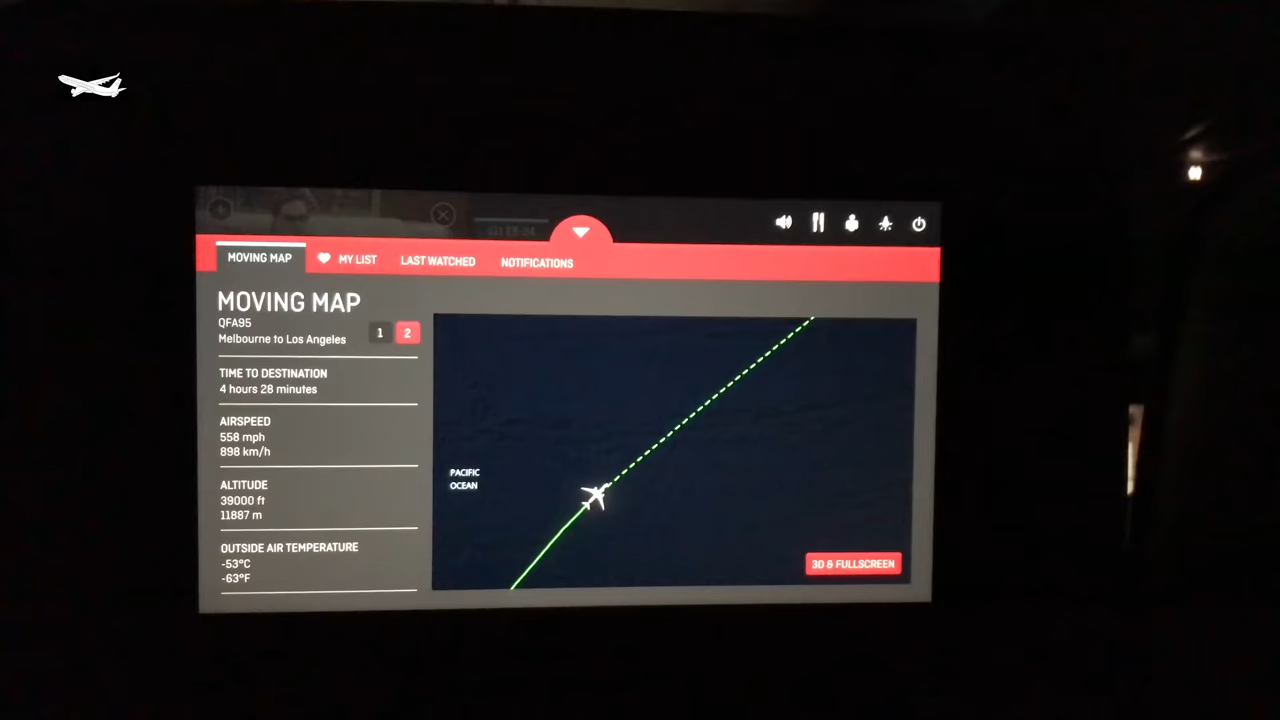 MOVING MAP
MY LIST
LAST WATCHED
NOTIFICATIONS
MOVING MAP
QFA95
Melbourne to Los Angeles
1
2
TIME TO DESTINATION
4 hours 28 minutes
AIRSPEED
558 mph
898 km/h
ALTITUDE
39000 ft
11887 m
OUTSIDE AIR TEMPERATURE
-53°C
-63°F
PACIFIC
OCEAN
3D & FULLSCREEN